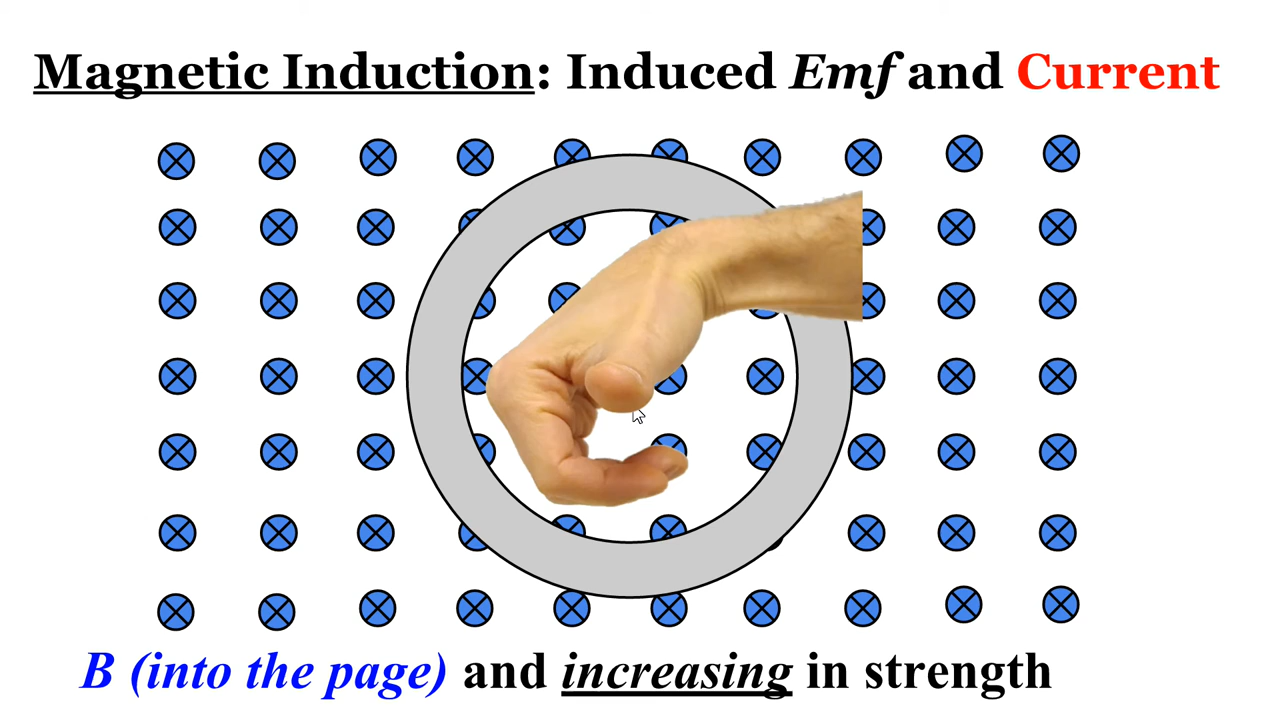 Magnetic Induction: Induced Emf and Current
B (into the page) and increasing in strength